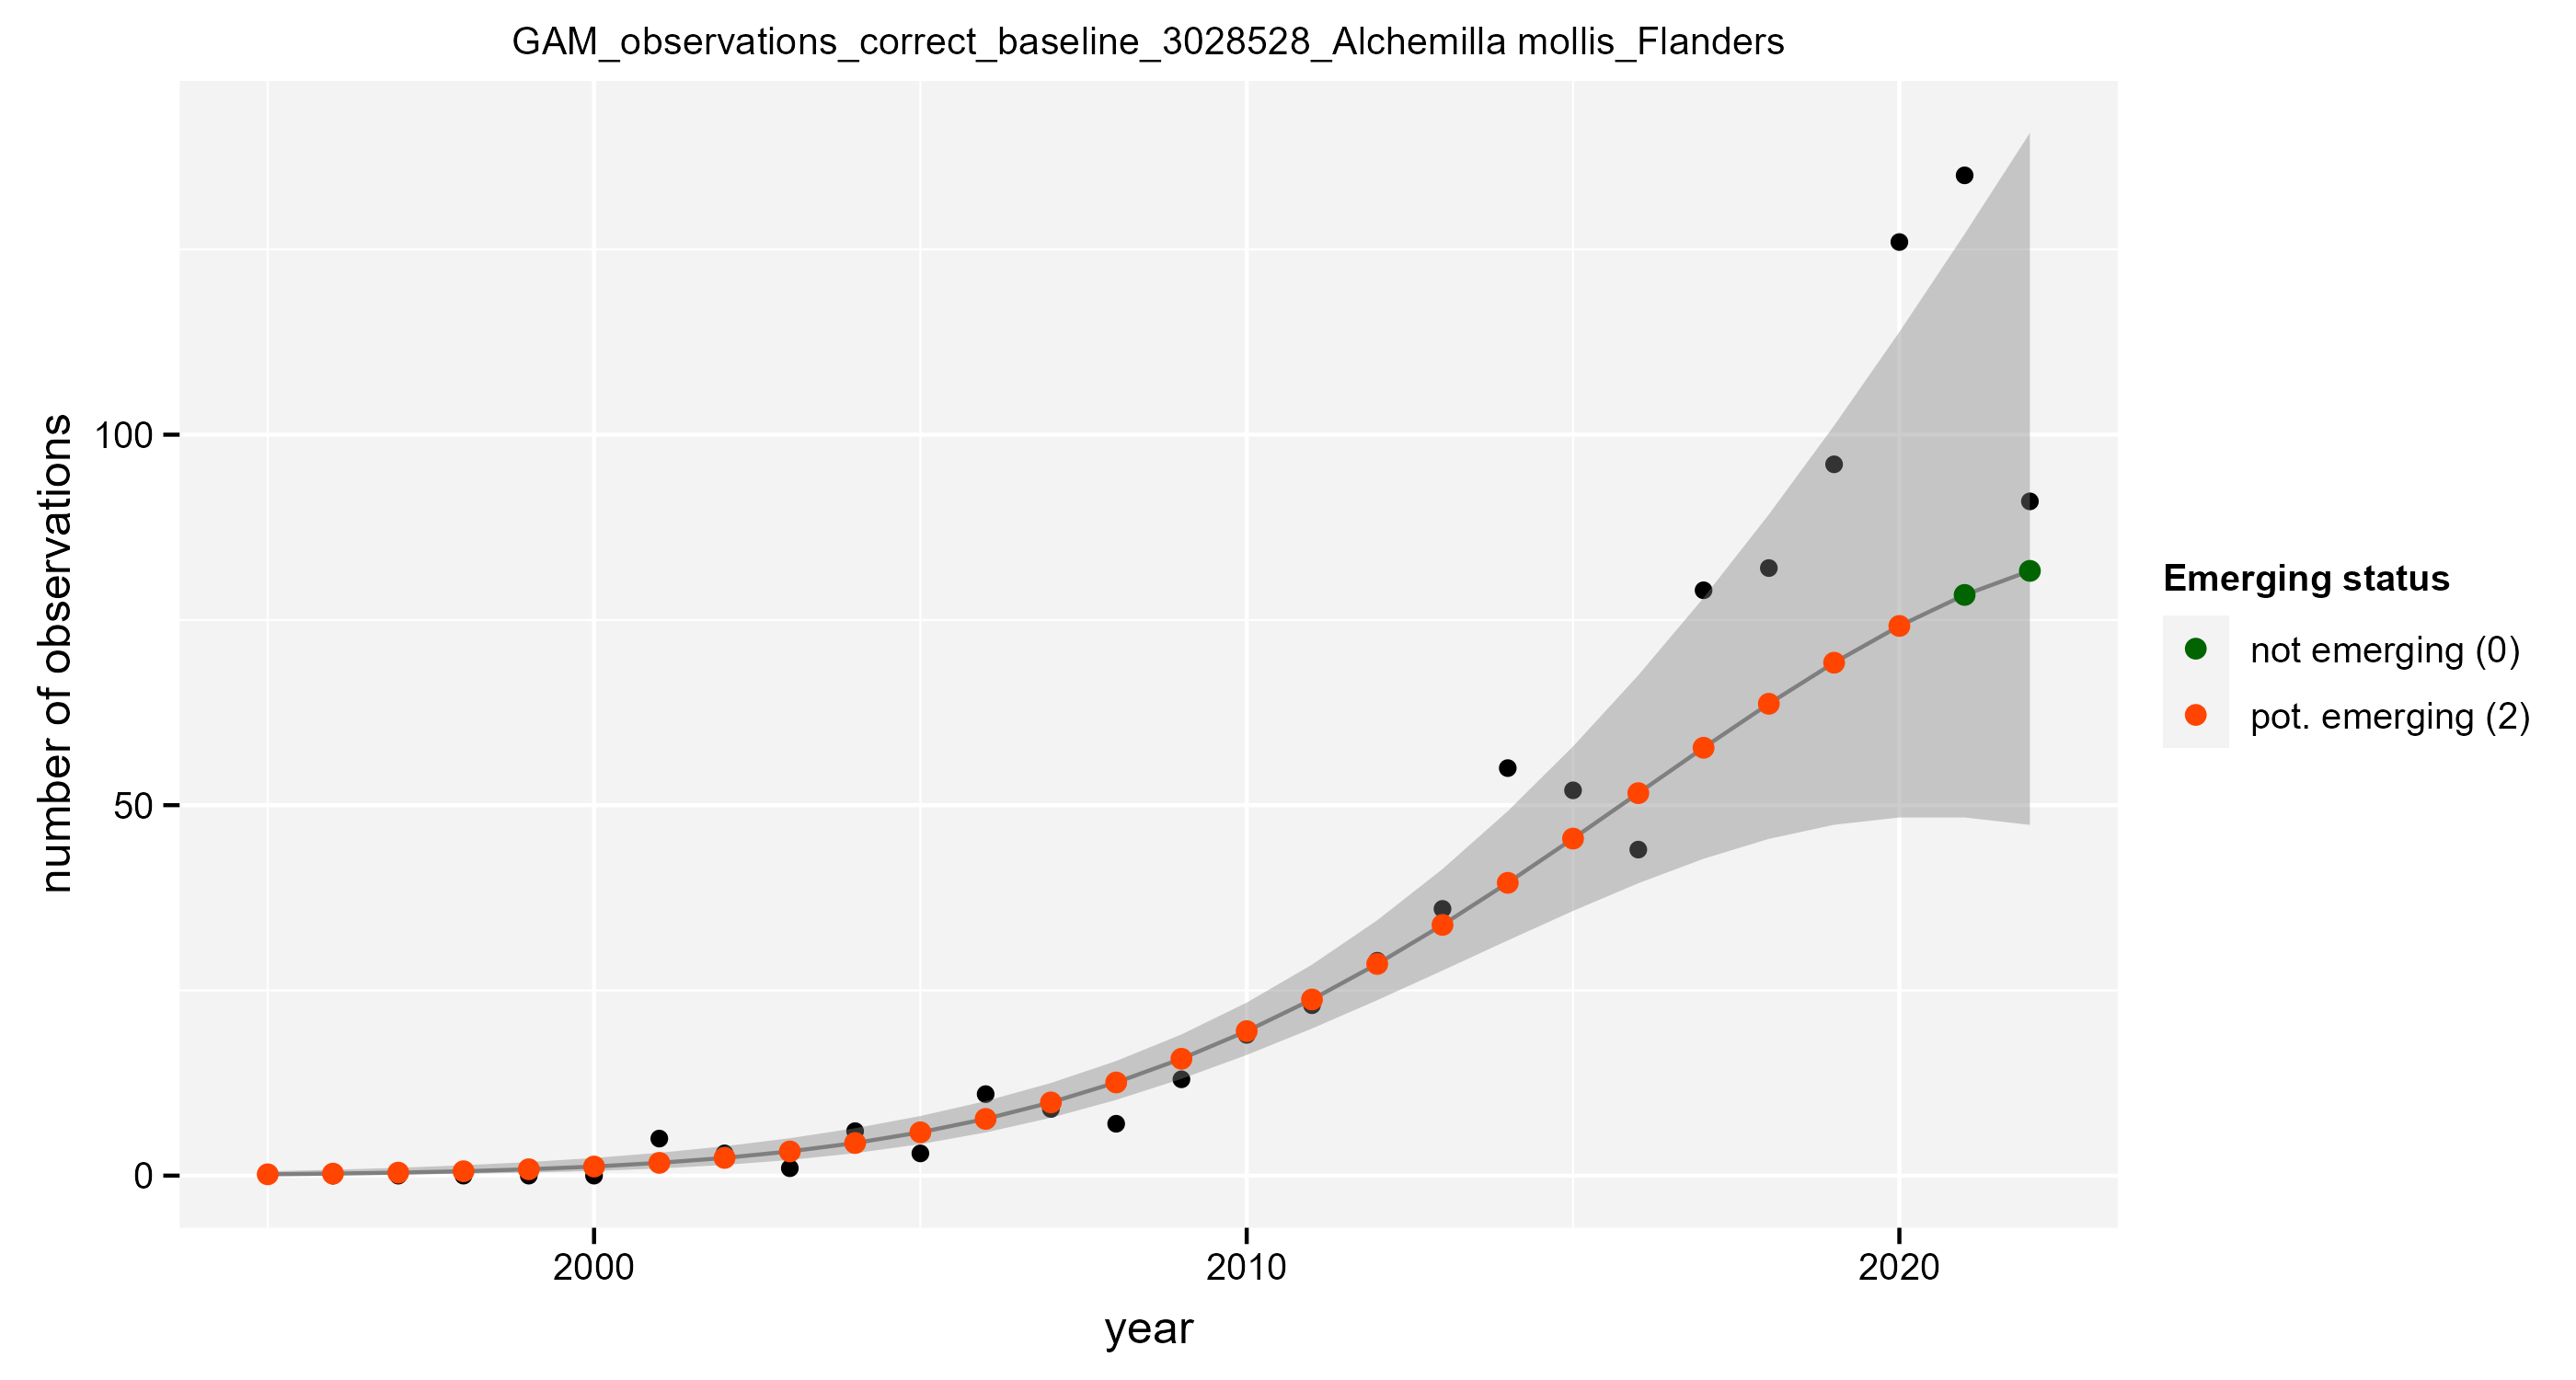 GAM_observations_correct_baseline_3028528_Alchemilla mollis_Flanders
number of observations
100
50
0
2000
2010
2020
year
Emerging status
not emerging (0)
pot. emerging (2)